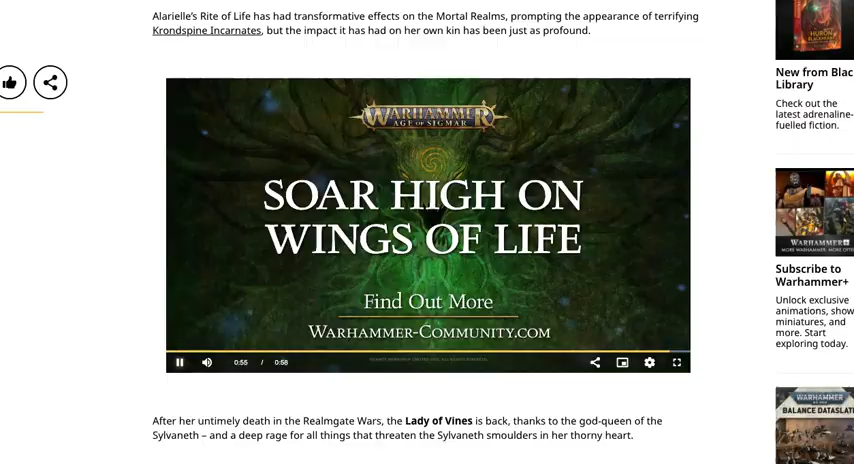 Alarielle's Rite of Life has had transformative effects on the Mortal Realms, prompting the appearance of terrifying
Krondspine Incarnates, but the impact it has had on her own kin has been just as profound.
WARHAMMER
AGE OF SIGMAR
SOAR HIGH ON
WINGS OF LIFE
Find Out More
WARHAMMER-COMMUNITY.COM
0:55 / 0:58
After her untimely death in the Realmgate Wars, the Lady of Vines is back, thanks to the god-queen of the
Sylvaneth – and a deep rage for all things that threaten the Sylvaneth smoulders in her thorny heart.
HURON
BLACKHEART
New from Blac
Library
Check out the
latest adrenaline-
fuelled fiction.
WARHAMMER+
Subscribe to
Warhammer+
Unlock exclusive
animations, show
miniatures, and
more. Start
exploring today.
WARHAMMER
BALANCE DATASLAT